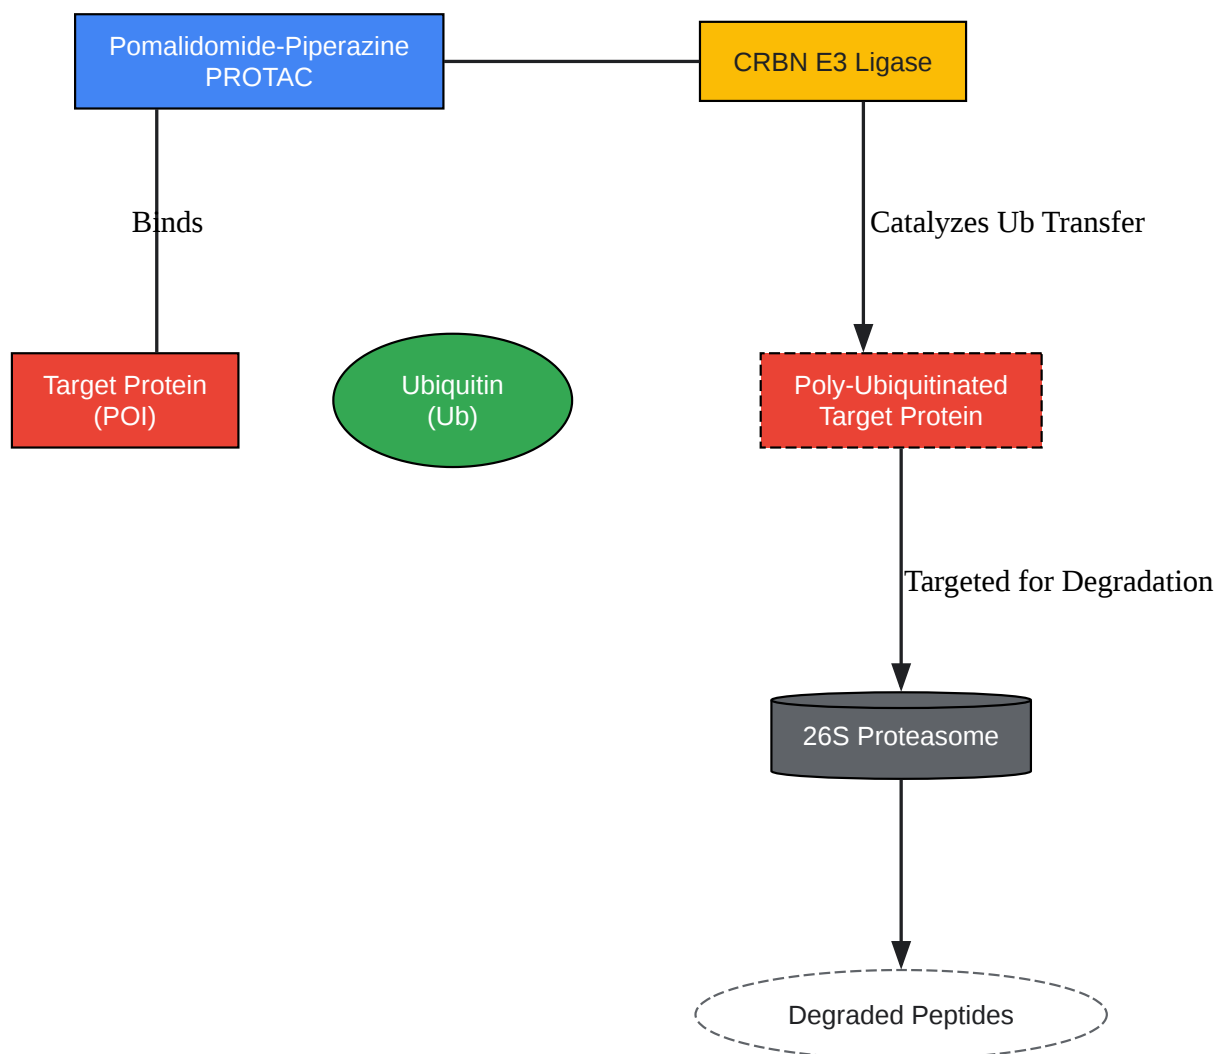 Pomalidomide-Piperazine
PROTAC
CRBN E3 Ligase
Binds
Catalyzes Ub Transfer
Target Protein
(POI)
Ubiquitin
(Ub)
Poly-Ubiquitinated
Target Protein
Targeted for Degradation
26S Proteasome
Degraded Peptides